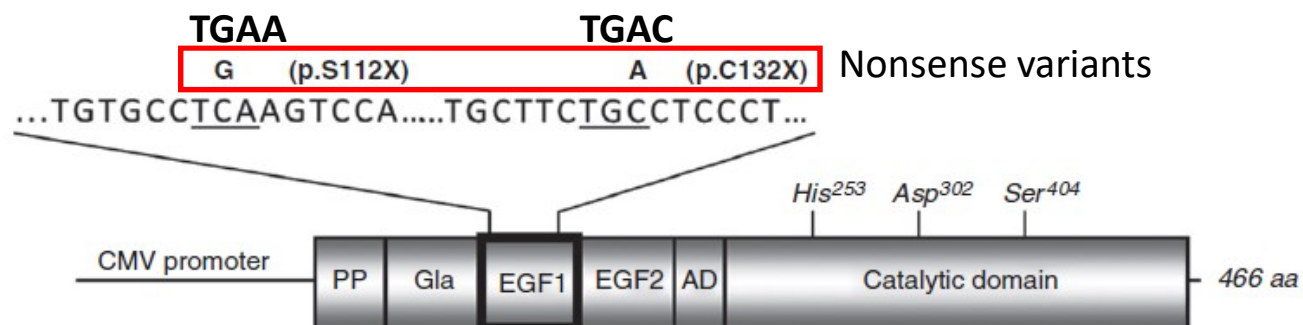 TGAA TGAC
G (p.S112X) A (p.C132X) Nonsense variants
...TGTGCCTCAAGTCCA.....TGCTTCTGCCTCCCT...
His253 Asp302 Ser404
CMV promoter PP Gla EGF1 EGF2 AD Catalytic domain 466 aa